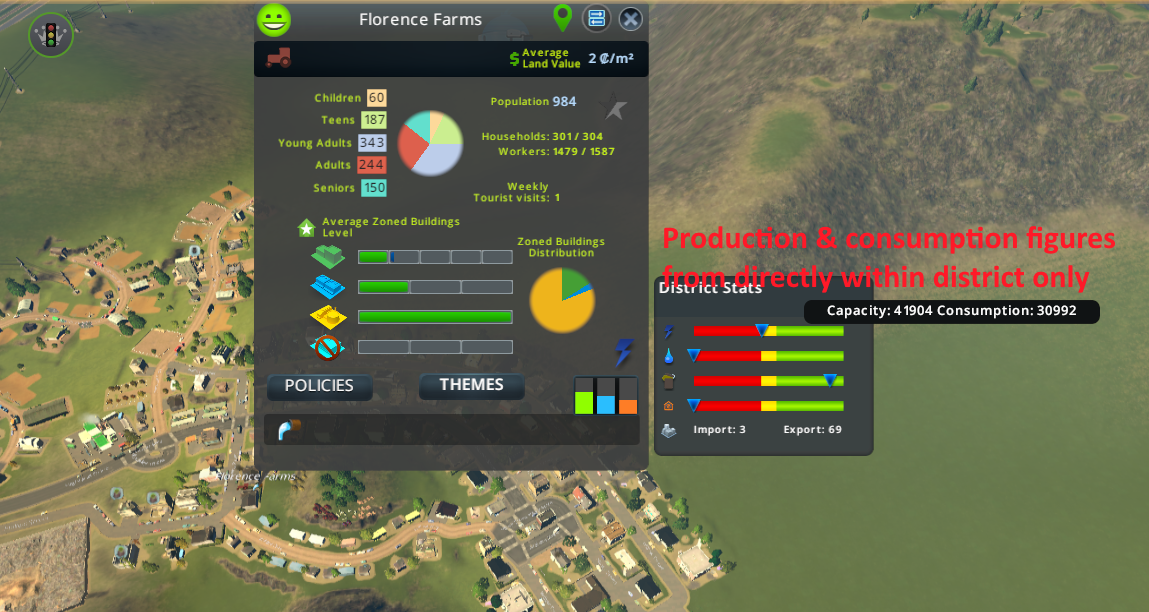 Florence Farms
$ Average
Land Value 2 ₡/m²
Children 60
Teens 187
Young Adults 343
Adults 244
Seniors 150
Population 984
Households: 301 / 304
Workers: 1479 / 1587
Weekly
Tourist visits: 1
Average Zoned Buildings
Level
Zoned Buildings
Distribution
POLICIES
THEMES
Production & consumption figures
from directly within district only
District Stats
Capacity: 41904 Consumption: 30992
Import: 3 Export: 69
Florence Farms